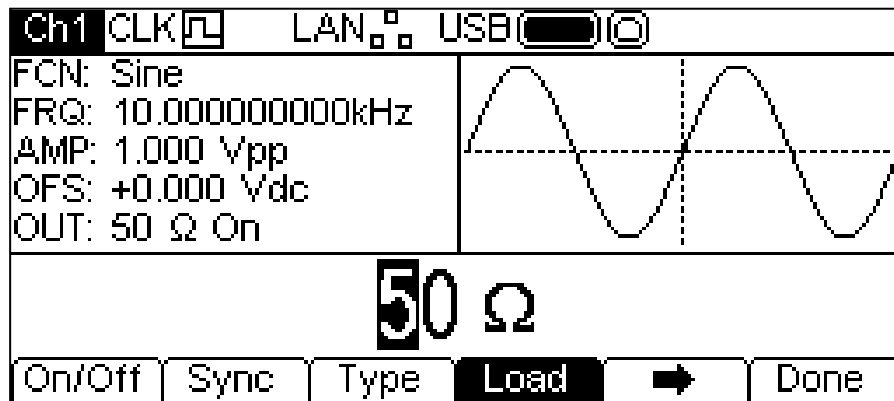 Ch1 CLK LAN USB
FCN: Sine
FRQ: 10.000000000kHz
AMP: 1.000 Vpp
OFS: +0.000 Vdc
OUT: 50 Ω On
50 Ω
On/Off Sync Type Load ➡ Done